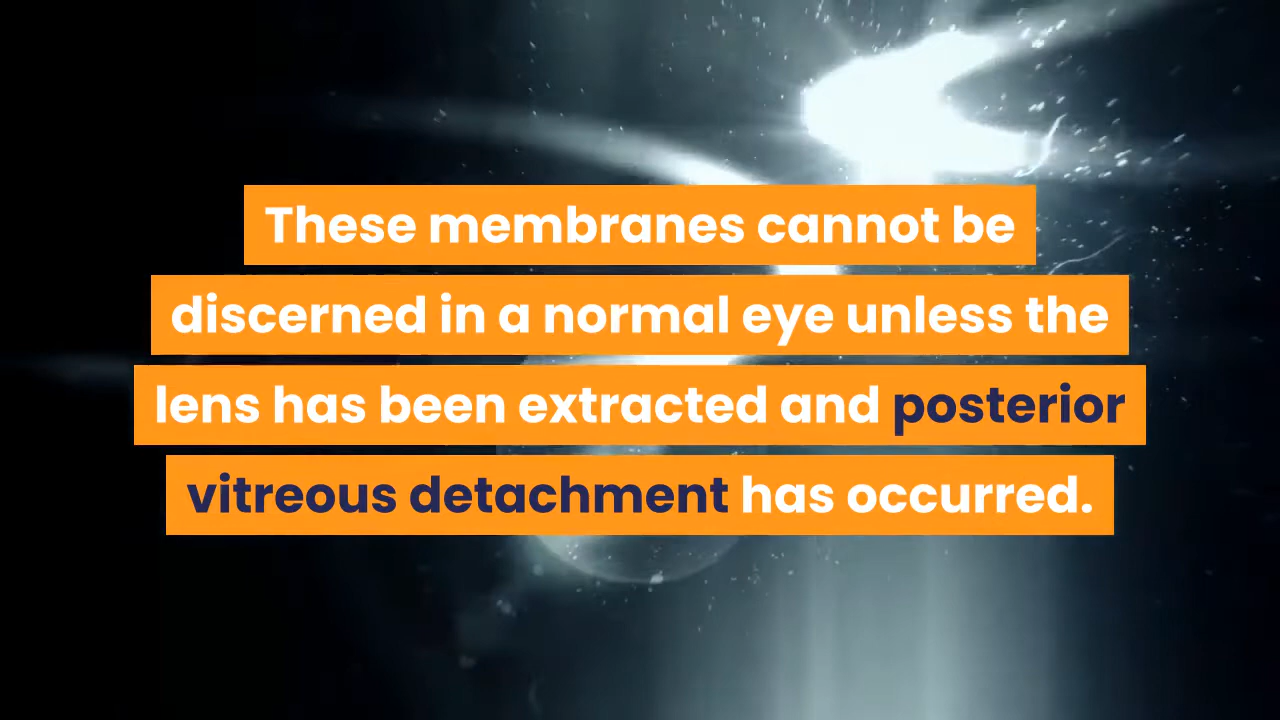 These membranes cannot be
discerned in a normal eye unless the
lens has been extracted and posterior
vitreous detachment has occurred.